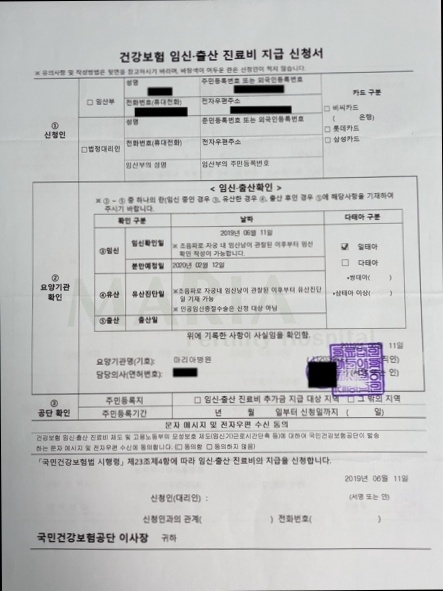 건강보험 임신·출산 진료비 지급 신청서
※ 유의사항 및 작성방법은 뒷면을 참고하시기 바라며, 바탕색이 어두운 란은 신청인이 적지 않습니다.
① 신청인
□ 임산부
성명
주민등록번호 또는 외국인등록번호
전화번호(휴대전화)
전자우편주소
□ 법정대리인
성명
주민등록번호 또는 외국인등록번호
전화번호(휴대전화)
전자우편주소
임산부의 성명
임산부의 주민등록번호
카드 구분
□ 비씨카드
( 은행)
□ 롯데카드
□ 삼성카드
② 요양기관 확인
< 임신·출산확인 >
※ ③ ~ ⑤ 중 하나의 란(임신 중인 경우 ③, 유산한 경우 ④, 출산 후인 경우 ⑤에 해당사항을 기재하여
주시기 바랍니다.
확인 구분
날짜
다태아 구분
③임신
임신확인일
2019년 06월 11일
※ 초음파로 자궁 내 임신낭이 관찰된 이후부터 임신
확인 작성이 가능합니다.
분만예정일
2020년 02월 12일
④유산
유산진단일
※초음파로 자궁내 임신낭이 관찰된 이후부터 유산진단
일 기재 가능
※ 인공임신중절수술은 신청 대상 아님
⑤출산
출산일
☑ 일태아
□ 다태아
•쌍태아( )
•삼태아 이상( )
MARIA
Fertility Hospital
위에 기록한 사항이 사실임을 확인함.
11일
요양기관명(기호): 마리아병원
직인)
담당의사(면허번호):
(서명 또는 인)
③ 공단 확인
주민등록지
□ 임신·출산 진료비 추가급 지급 대상 지역 □ 그 밖의 지역
주민등록기간
년 월 일부터 신청일까지 ( 일)
문자 메시지 및 전자우편 수신 동의
건강보험 임신·출산 진료비 제도 및 고용노동부의 모성보호 제도(임신기근로시간단축 등)에 대하여 국민건강보험공단이 발송
하는 문자 메시지 및 전자우편 수신에 동의합니다. (□ 동의함 □ 동의하지 않음)
「국민건강보험법 시행령」제23조제4항에 따라 임신·출산 진료비의 지급을 신청합니다.
2019년 06월 11일
신청인(대리인) : (서명 또는 인)
신청인과의 관계( ) 전화번호( )
국민건강보험공단 이사장 귀하